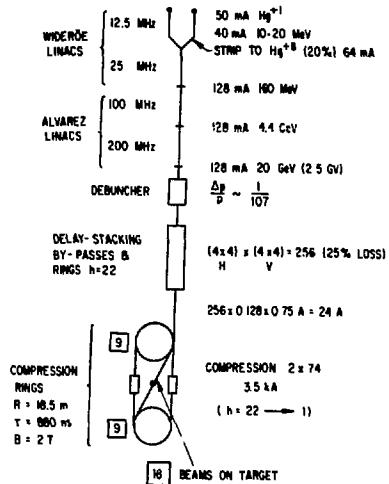 WIDERÖE
LINACS
12.5 MHz
25 MHz
50 mA Hg+1
40 mA 10-20 MeV
STRIP TO Hg+8 (20%) 64 mA
128 mA 160 MeV
ALVAREZ
LINACS
100 MHz
200 MHz
128 mA 4.4 GeV
128 mA 20 GeV (2.5 GV)
DEBUNCHER
Δp/p ~ 1/107
DELAY-STACKING
BY-PASSES &
RINGS h=22
(4x4) x (4x4) = 256 (25% LOSS)
H V
256 x 0.128 x 0.75 A = 24 A
9
COMPRESSION
RINGS
R = 18.5 m
τ = 880 ns
B = 2 T
COMPRESSION 2 x 74
3.5 kA
(h = 22 → 1)
9
18 BEAMS ON TARGET